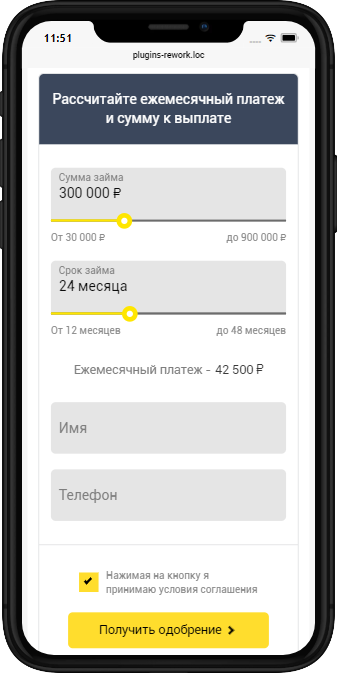 11:51
plugins-rework.loc
Рассчитайте ежемесячный платеж
и сумму к выплате
Сумма займа
300 000 ₽
От 30 000 ₽
до 900 000 ₽
Срок займа
24 месяца
От 12 месяцев
до 48 месяцев
Ежемесячный платеж - 42 500 ₽
Имя
Телефон
Нажимая на кнопку я
принимаю условия соглашения
Получить одобрение